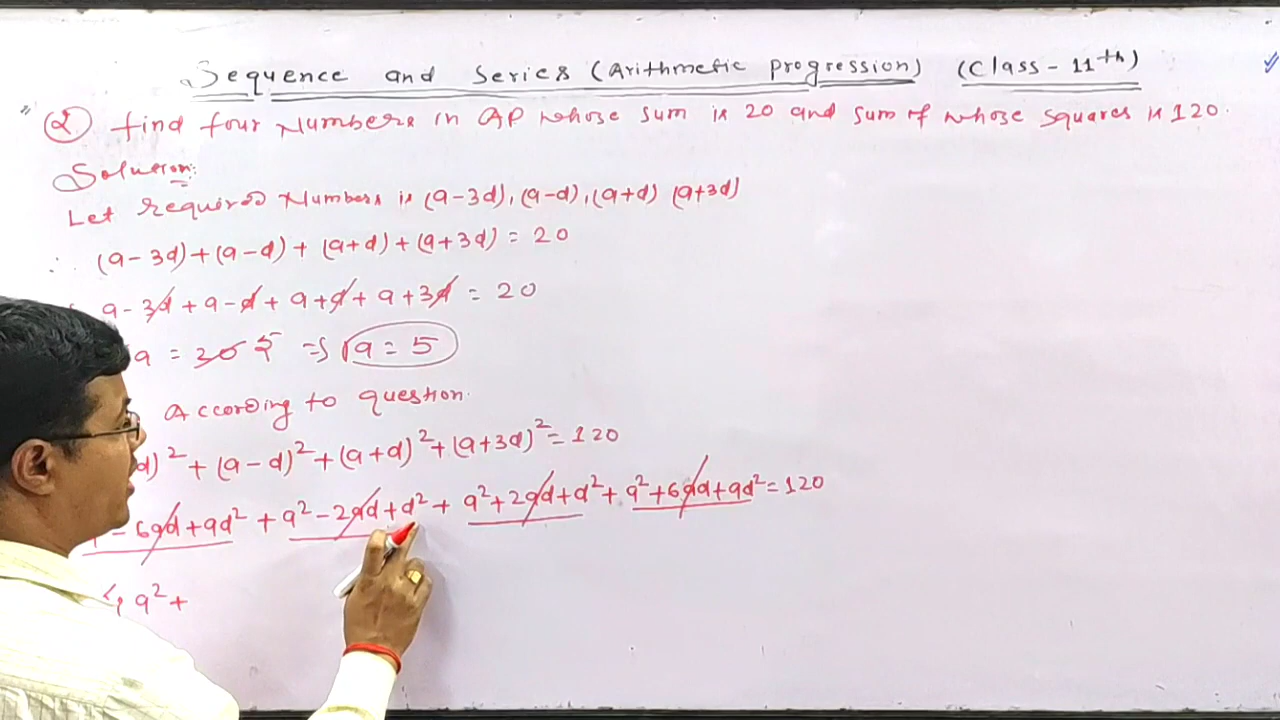 Sequence and Series (Arithmetic progression) (Class-11th)
(2) find four Numbers in AP whose sum is 20 and sum of whose squares is 120.
Solution:
Let required Numbers is (a-3d), (a-d), (a+d) (a+3d)
∴ (a-3d)+(a-d)+(a+d)+(a+3d) = 20
a-3d+a-d+a+d+a+3d = 20
a = 20 5 ⇒ a = 5
According to question.
d)²+(a-d)²+(a+d)²+(a+3d)²=120
-6ad+9d² + a²-2ad+d² + a²+2ad+d² + a²+6ad+9d²=120
4a²+